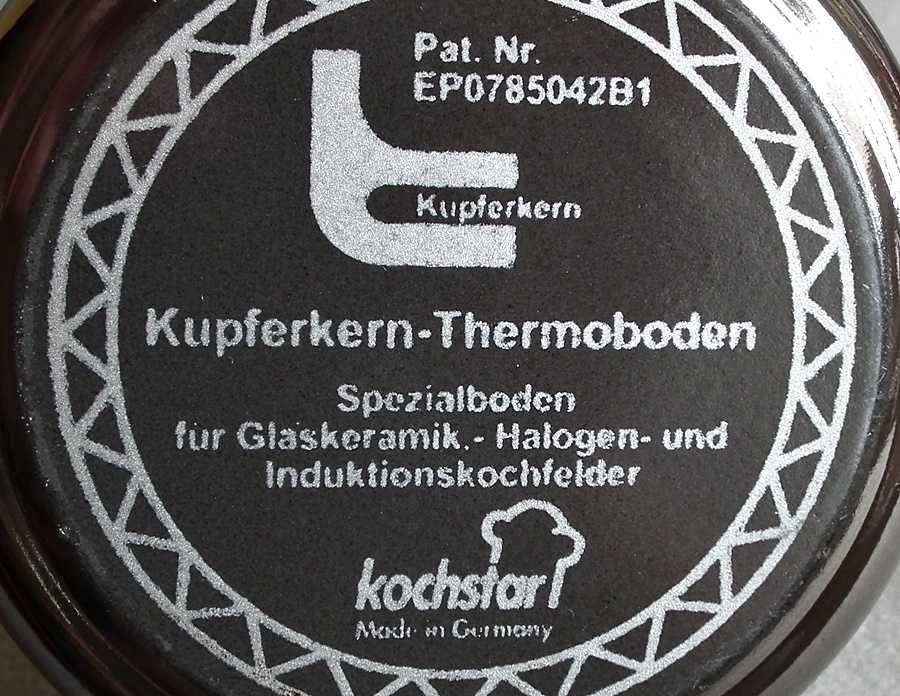 Pat. Nr.
EP0785042B1
Kupferkern
Kupferkern-Thermoboden
Spezialboden
für Glaskeramik.- Halogen- und
Induktionskochfelder
kochstar
Made in Germany